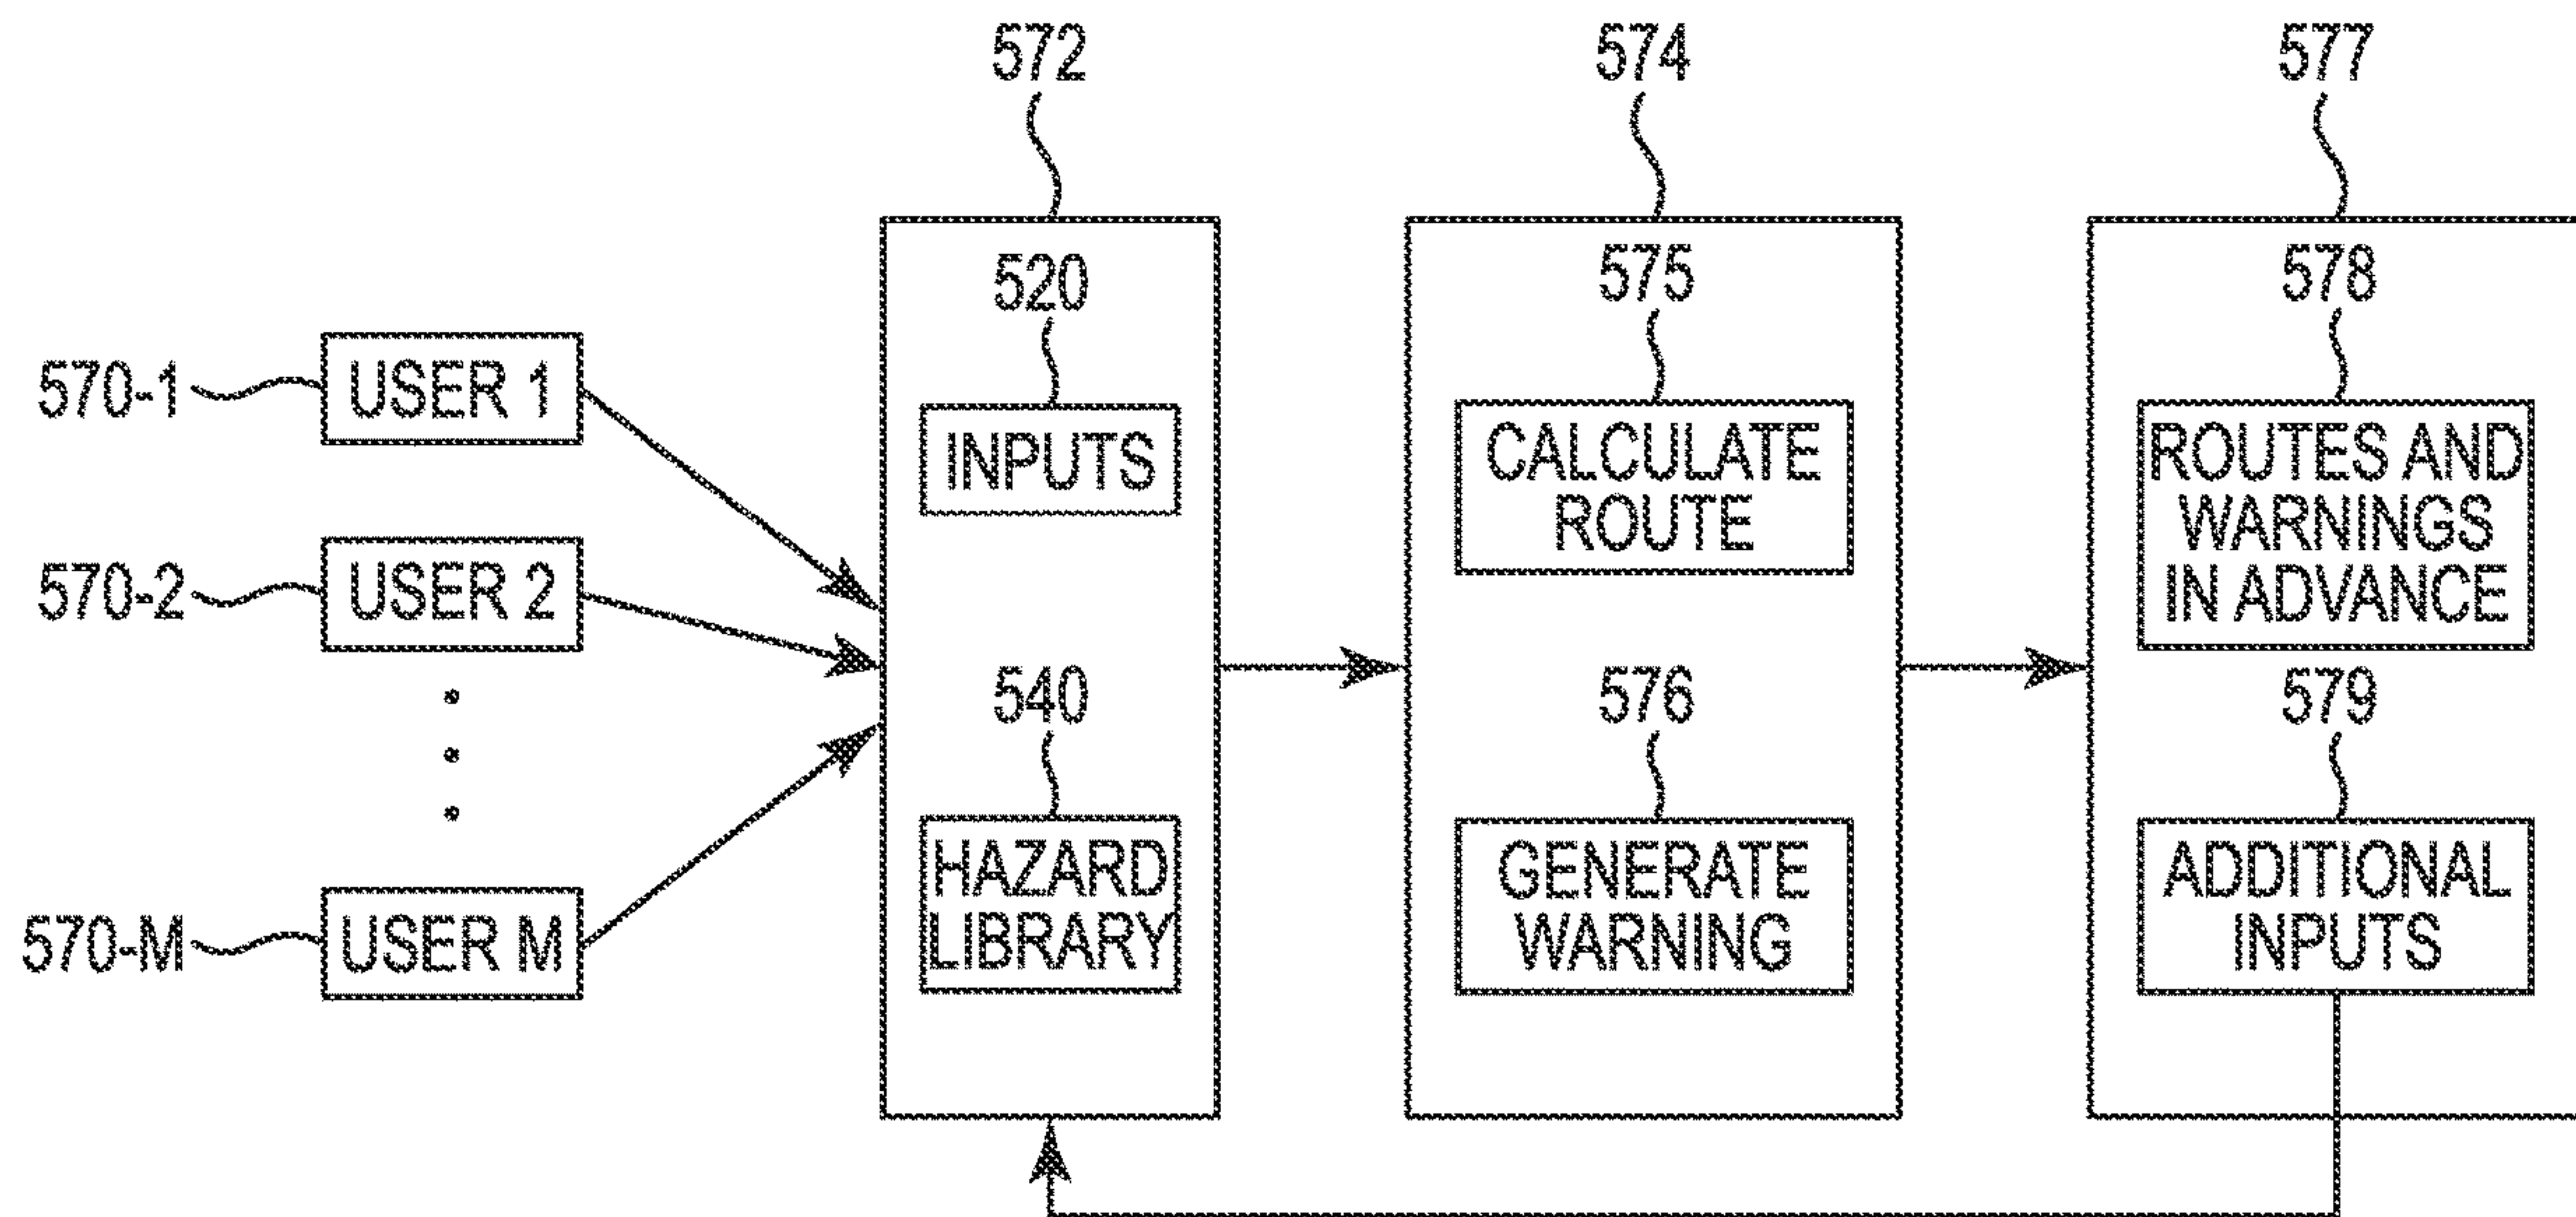 572
574
577
520
575
578
570-1
USER 1
INPUTS
CALCULATE
ROUTE
ROUTES AND
WARNINGS
IN ADVANCE
570-2
USER 2
540
576
579
570-M
USER M
HAZARD
LIBRARY
GENERATE
WARNING
ADDITIONAL
INPUTS